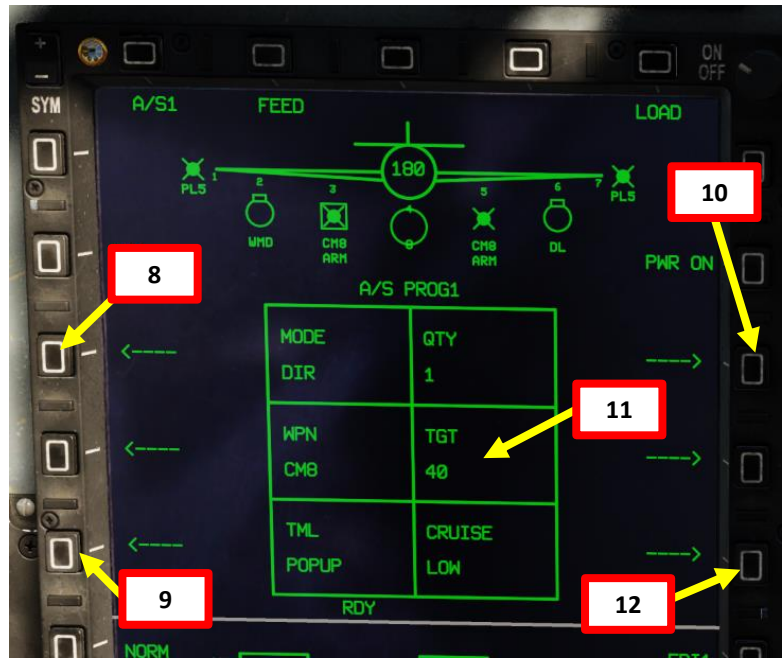 +
-
ON
OFF
SYM
A/S1 FEED LOAD
180
1 2 3 4 5 6 7
PL5 PL5
WMD CM8 ARM CM8 ARM DL
10
8
PWR ON
A/S PROG1
MODE QTY
<---- ---->
DIR 1
11
WPN TGT
<---- ---->
CM8 40
TML CRUISE
<---- ---->
POPUP LOW
9
12
RDY
NORM